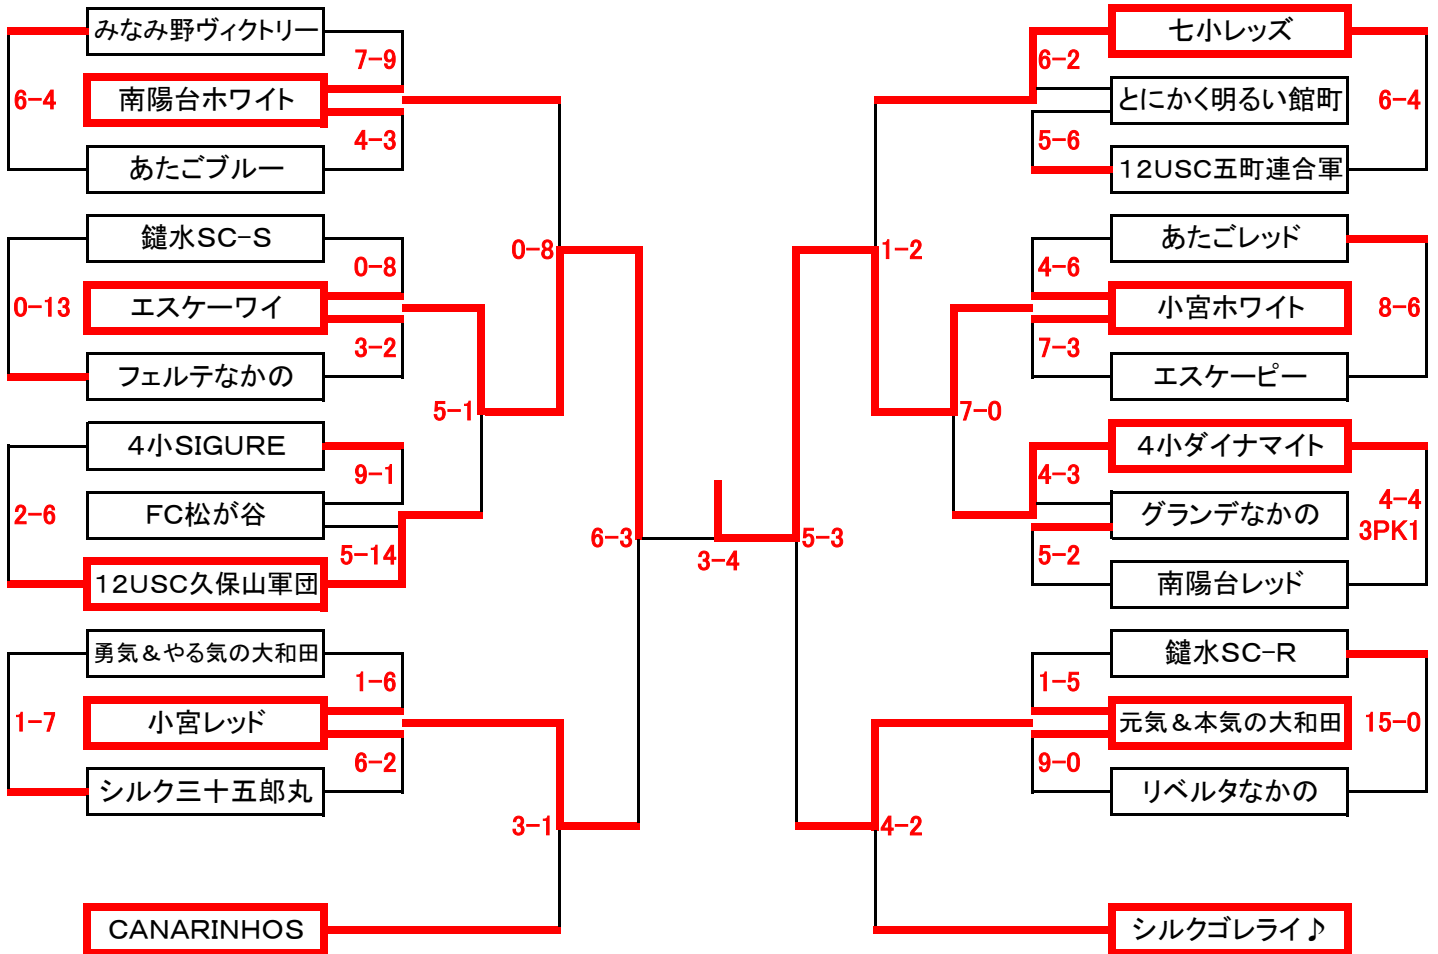 みなみ野ヴィクトリー
7-9
6-4
南陽台ホワイト
4-3
あたごブルー
鑓水SC-S
0-8
0-13
エスケーワイ
3-2
フェルテなかの
4小SIGURE
9-1
2-6
FC松が谷
5-14
12USC久保山軍団
勇気＆やる気の大和田
1-6
1-7
小宮レッド
6-2
シルク三十五郎丸
CANARINHOS
0-8
5-1
3-1
6-3
3-4
5-3
1-2
7-0
4-2
七小レッズ
6-2
とにかく明るい館町
6-4
5-6
12USC五町連合軍
あたごレッド
4-6
小宮ホワイト
8-6
7-3
エスケーピー
4小ダイナマイト
4-3
グランデなかの
4-4
3PK1
5-2
南陽台レッド
鑓水SC-R
1-5
元気＆本気の大和田
15-0
9-0
リベルタなかの
シルクゴレライ♪